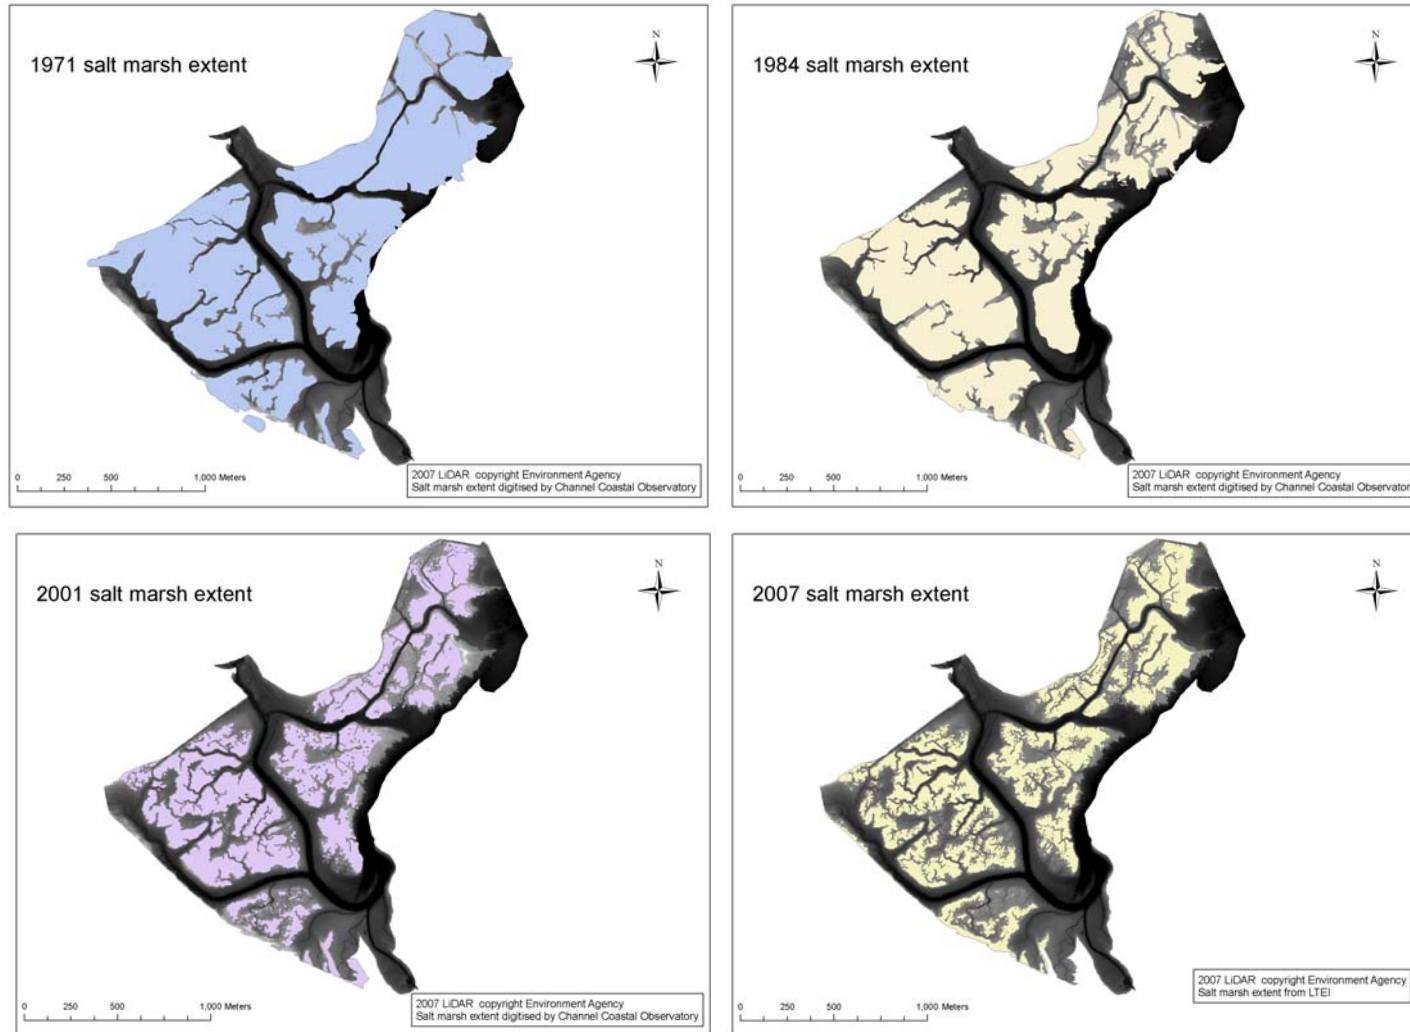 1971 salt marsh extent
N
0 250 500 1,000 Meters
2007 LiDAR copyright Environment Agency
Salt marsh extent digitised by Channel Coastal Observatory
1984 salt marsh extent
N
0 250 500 1,000 Meters
2007 LiDAR copyright Environment Agency
Salt marsh extent digitised by Channel Coastal Observator
2001 salt marsh extent
N
0 250 500 1,000 Meters
2007 LiDAR copyright Environment Agency
Salt marsh extent digitised by Channel Coastal Observatory
2007 salt marsh extent
N
0 250 500 1,000 Meters
2007 LiDAR copyright Environment Agency
Salt marsh extent from LTEI